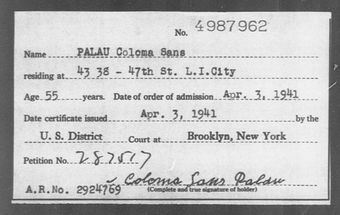 No. 4987962
Name PALAU Coloma Sans
residing at 43 38 - 47th St. L.I.City
Age 55 years. Date of order of admission Apr. 3, 1941
Date certificate issued Apr. 3, 1941 by the
U. S. District Court at Brooklyn, New York
Petition No. 287517
Coloma Sans Palau
A.R.No. 2924769 (Complete and true signature of holder)